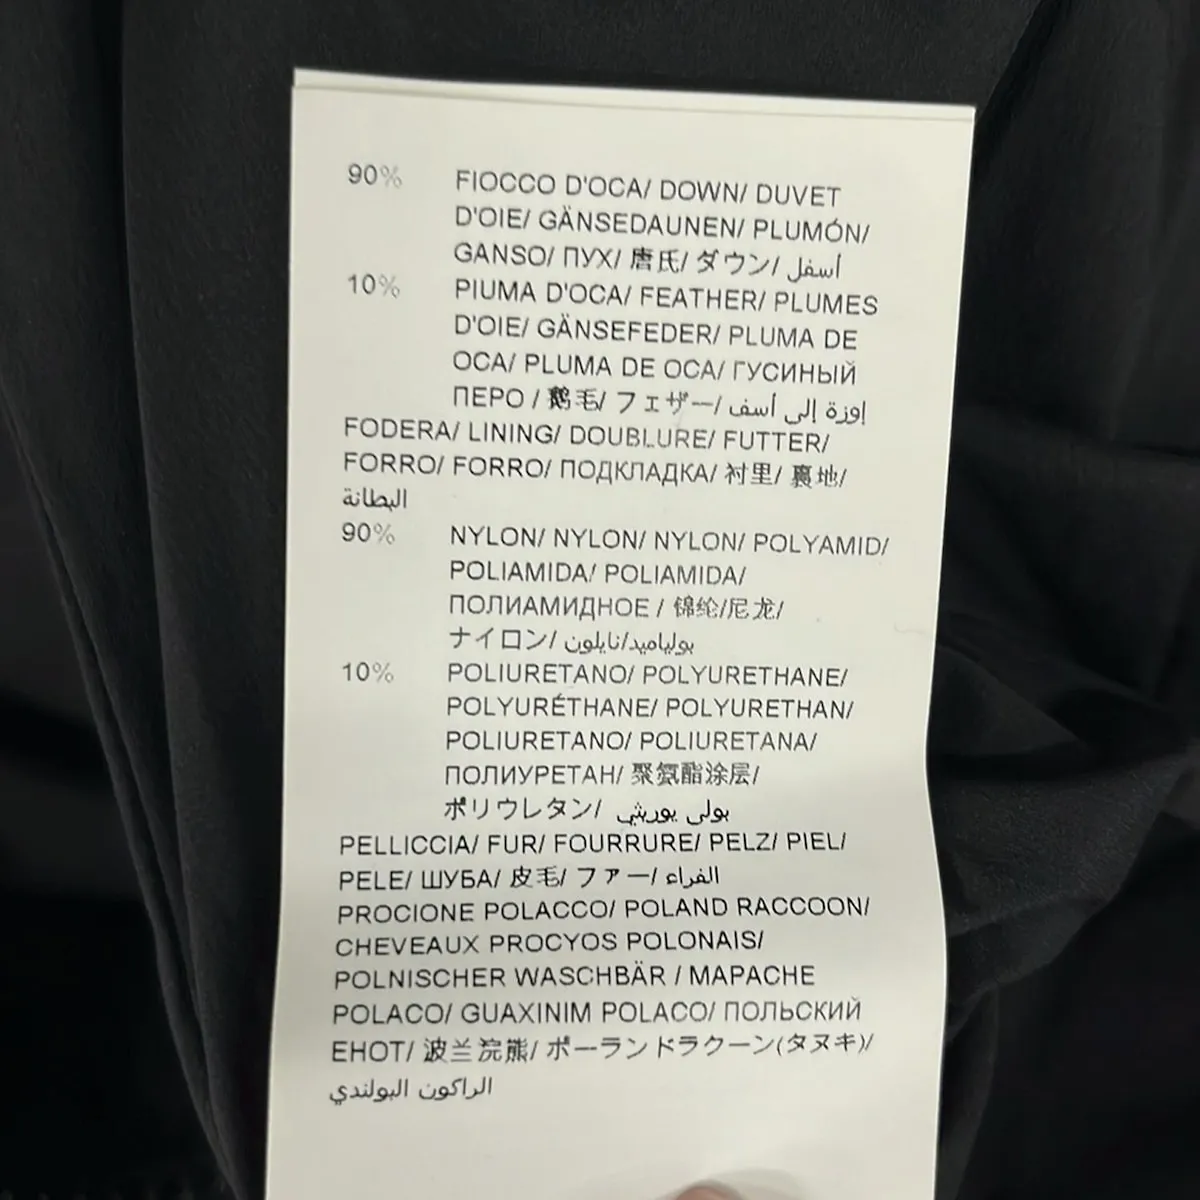 90% FIOCCO D'OCA/ DOWN/ DUVET
D'OIE/ GÄNSEDAUNEN/ PLUMÓN/
GANSO/ ПУХ/ 唐氏/ ダウン/ أسفل
10% PIUMA D'OCA/ FEATHER/ PLUMES
D'OIE/ GÄNSEFEDER/ PLUMA DE
OCA/ PLUMA DE OCA/ ГУСИНЫЙ
ПЕРО / 鹅毛/ フェザー/ إوزة إلى أسف
FODERA/ LINING/ DOUBLURE/ FUTTER/
FORRO/ FORRO/ ПОДКЛАДКА/ 衬里/ 裏地/
البطانة
90% NYLON/ NYLON/ NYLON/ POLYAMID/
POLIAMIDA/ POLIAMIDA/
ПОЛИАМИДНОЕ / 锦纶/尼龙/
ナイロン/ بولياميد/نايلون
10% POLIURETANO/ POLYURETHANE/
POLYURÉTHANE/ POLYURETHAN/
POLIURETANO/ POLIURETANA/
ПОЛИУРЕТАН/ 聚氨酯涂层/
ポリウレタン/ بولی یوریثي
PELLICCIA/ FUR/ FOURRURE/ PELZ/ PIEL/
PELE/ ШУБА/ 皮毛/ ファー/ الفراء
PROCIONE POLACCO/ POLAND RACCOON/
CHEVEAUX PROCYOS POLONAIS/
POLNISCHER WASCHBÄR / MAPACHE
POLACO/ GUAXINIM POLACO/ ПОЛЬСКИЙ
ЕНОТ/ 波兰浣熊/ ポーランドラクーン(タヌキ)/
الراكون البولندي